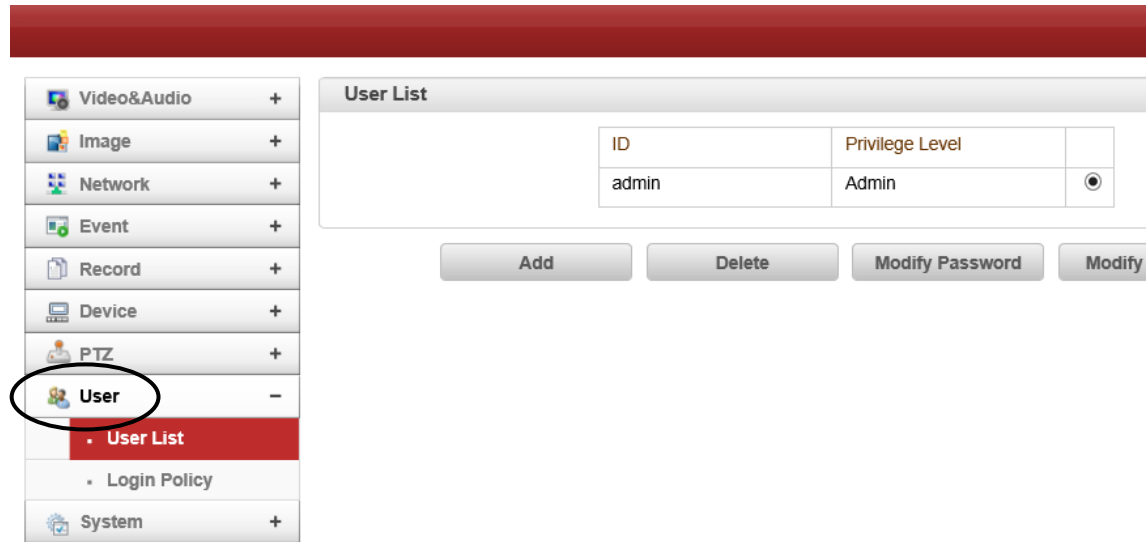 Video&Audio +
Image +
Network +
Event +
Record +
Device +
PTZ +
User −
User List
Login Policy
System +
User List
ID Privilege Level
admin Admin
Add Delete Modify Password Modify